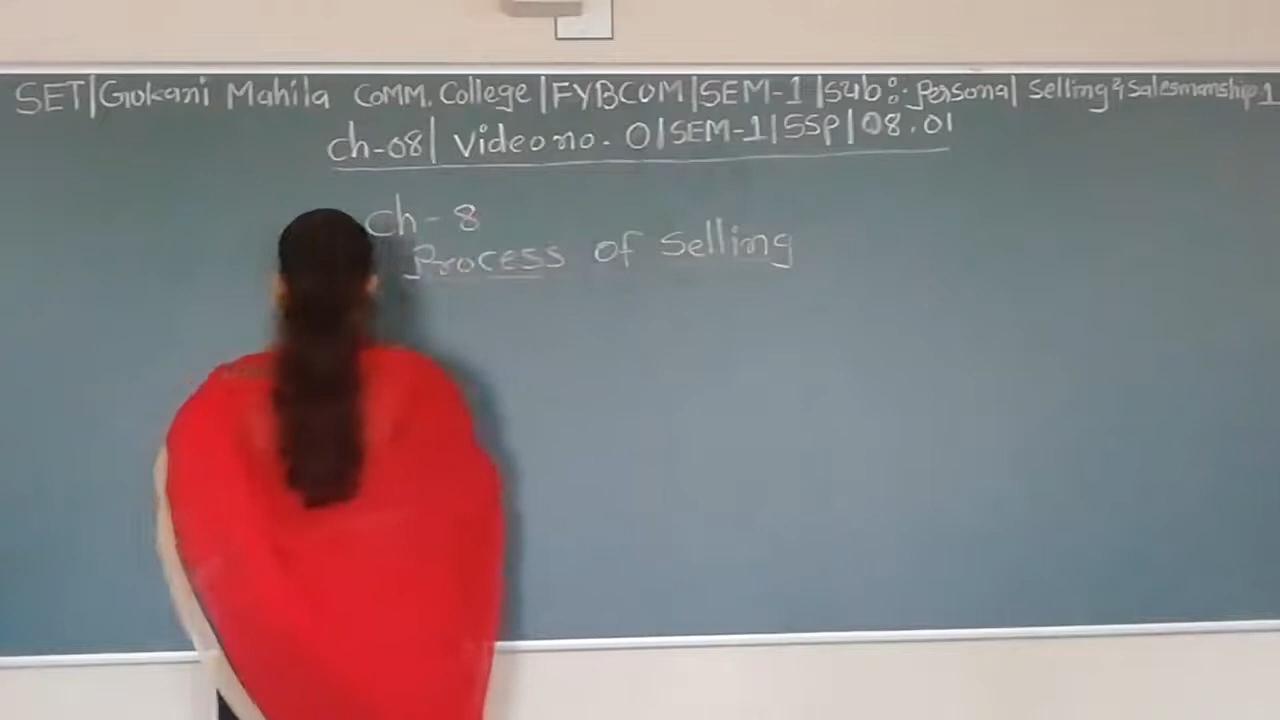 SET|Gokani Mahila COMM. College|FYBCOM|SEM-1|Sub: Personal Selling & Salesmanship 1
ch-08| Video no. 0|SEM-1|SSP|08.01
Ch-8
Process of Selling